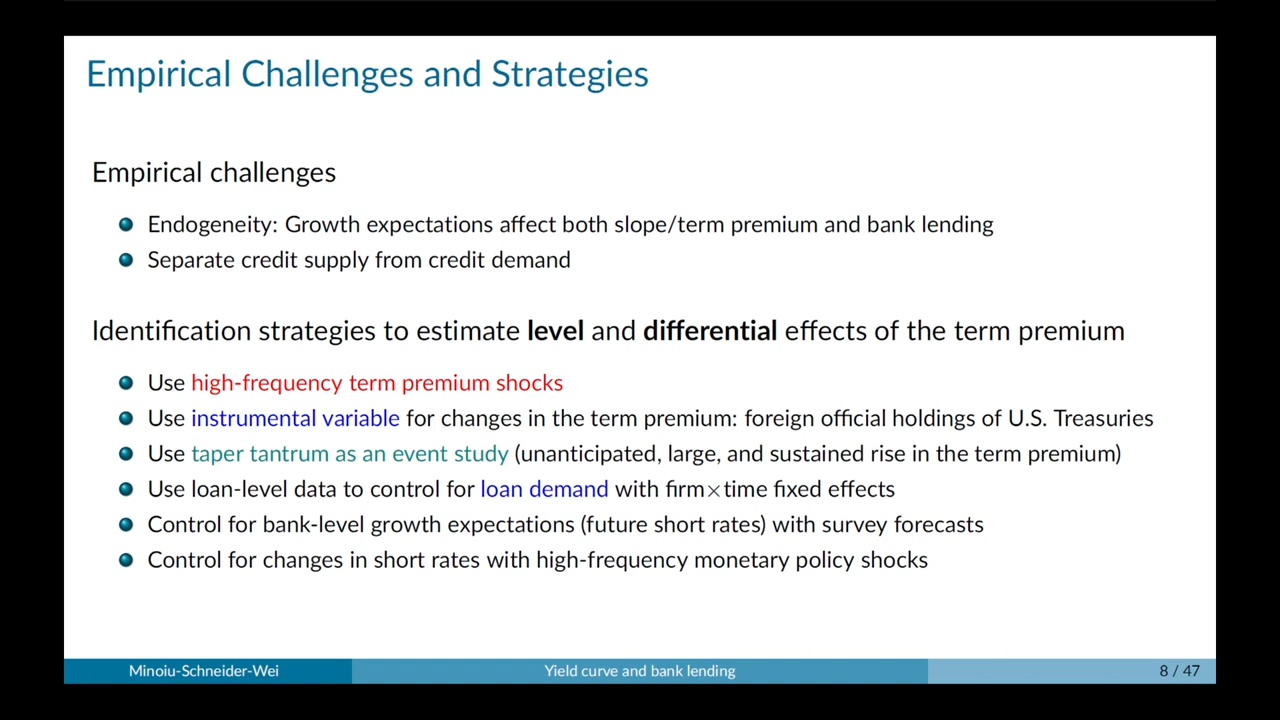 Empirical Challenges and Strategies
Empirical challenges
Endogeneity: Growth expectations affect both slope/term premium and bank lending
Separate credit supply from credit demand
Identification strategies to estimate level and differential effects of the term premium
Use high-frequency term premium shocks
Use instrumental variable for changes in the term premium: foreign official holdings of U.S. Treasuries
Use taper tantrum as an event study (unanticipated, large, and sustained rise in the term premium)
Use loan-level data to control for loan demand with firm×time fixed effects
Control for bank-level growth expectations (future short rates) with survey forecasts
Control for changes in short rates with high-frequency monetary policy shocks
Minoiu-Schneider-Wei
Yield curve and bank lending
8 / 47